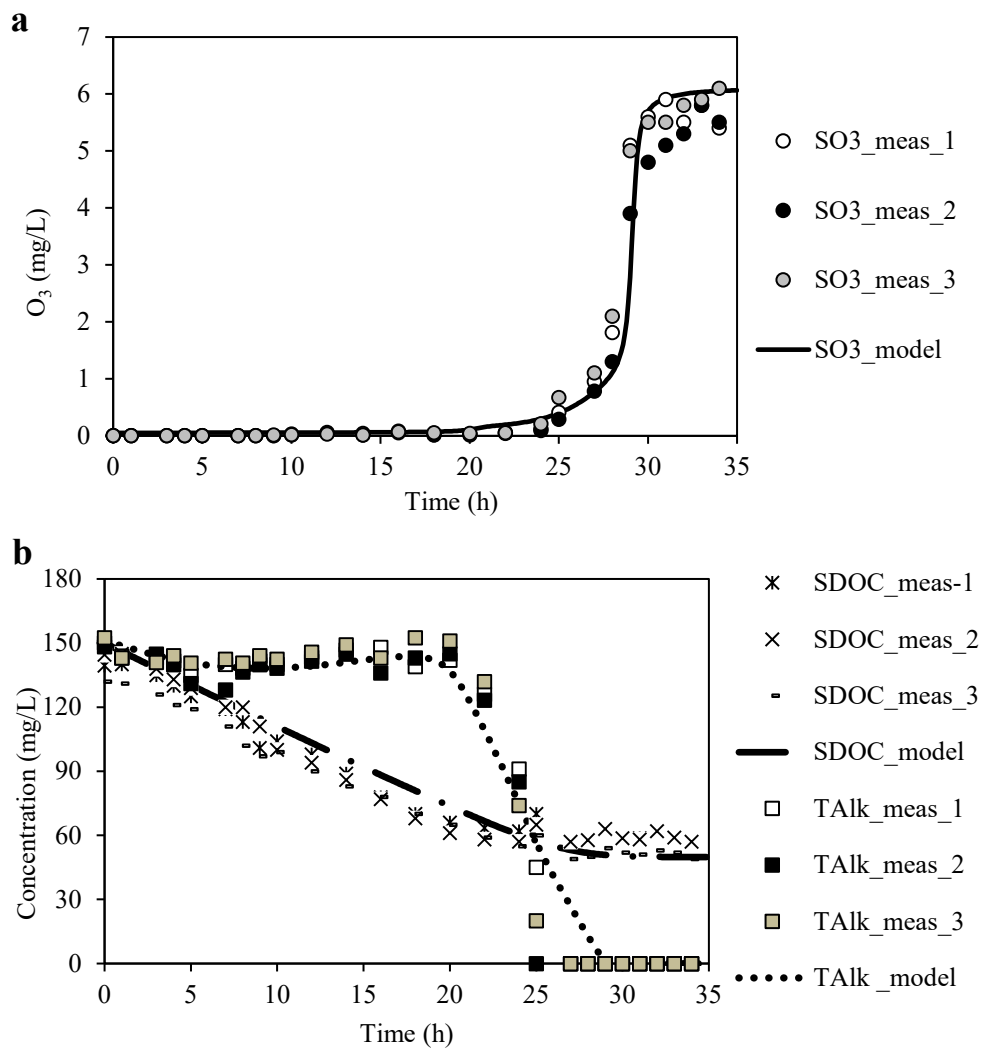 a
7
6
5
4
3
2
1
0
O₃ (mg/L)
0 5 10 15 20 25 30 35
Time (h)
SO3_meas_1
SO3_meas_2
SO3_meas_3
SO3_model
b
180
150
120
90
60
30
0
Concentration (mg/L)
0 5 10 15 20 25 30 35
Time (h)
SDOC_meas-1
SDOC_meas_2
SDOC_meas_3
SDOC_model
TAlk_meas_1
TAlk_meas_2
TAlk_meas_3
TAlk _model